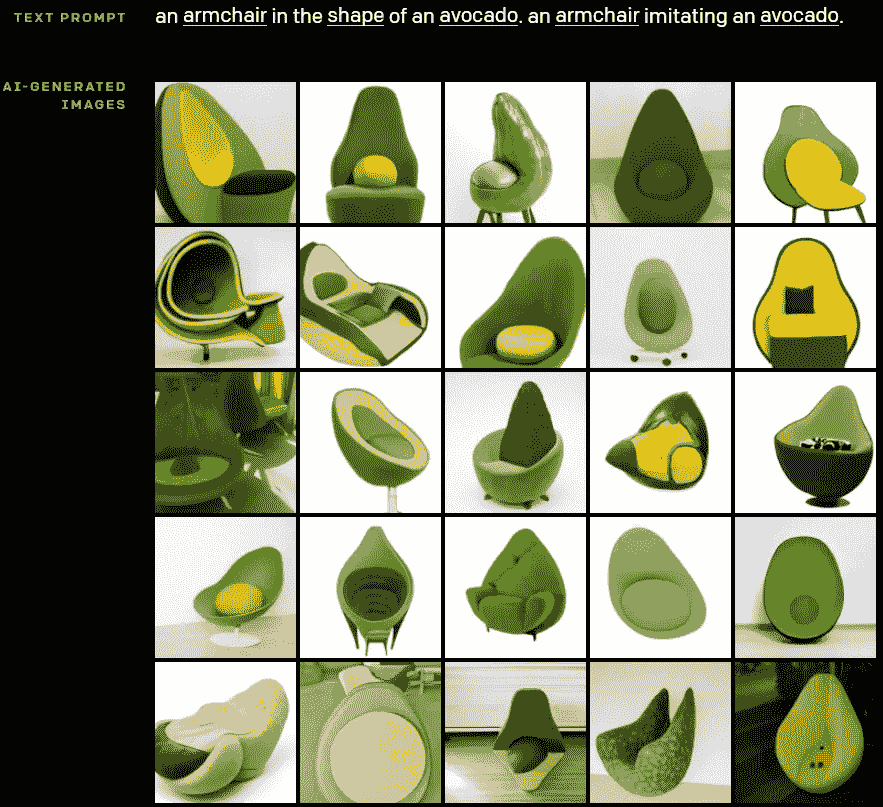 TEXT PROMPT
an armchair in the shape of an avocado. an armchair imitating an avocado.
AI-GENERATED
IMAGES